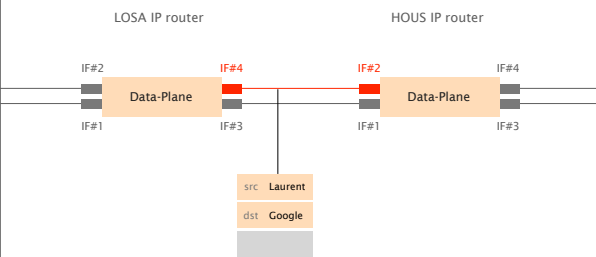 LOSA IP router
HOUS IP router
IF#2
IF#4
IF#2
IF#4
Data-Plane
Data-Plane
IF#1
IF#3
IF#1
IF#3
src Laurent
dst Google